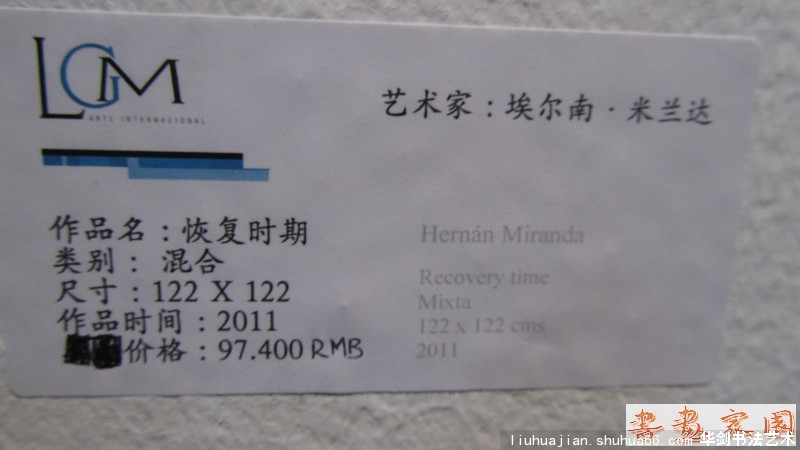 LGM
ARTE INTERNACIONAL
艺术家：埃尔南·米兰达
作品名：恢复时期
类别： 混合
尺寸：122 X 122
作品时间：2011
价格：97.400 RMB
Hernán Miranda
Recovery time
Mixta
122 x 122 cms
2011
书画家园
liuhuajian.shuhua66.com 华剑书法艺术